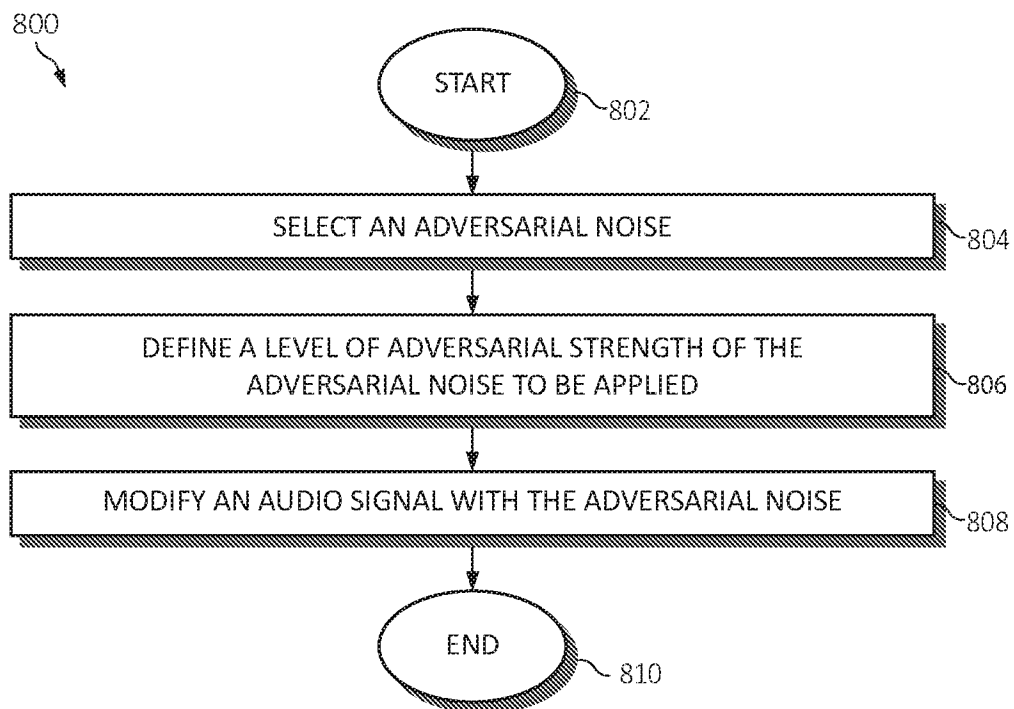 800
START
802
SELECT AN ADVERSARIAL NOISE
804
DEFINE A LEVEL OF ADVERSARIAL STRENGTH OF THE
ADVERSARIAL NOISE TO BE APPLIED
806
MODIFY AN AUDIO SIGNAL WITH THE ADVERSARIAL NOISE
808
END
810